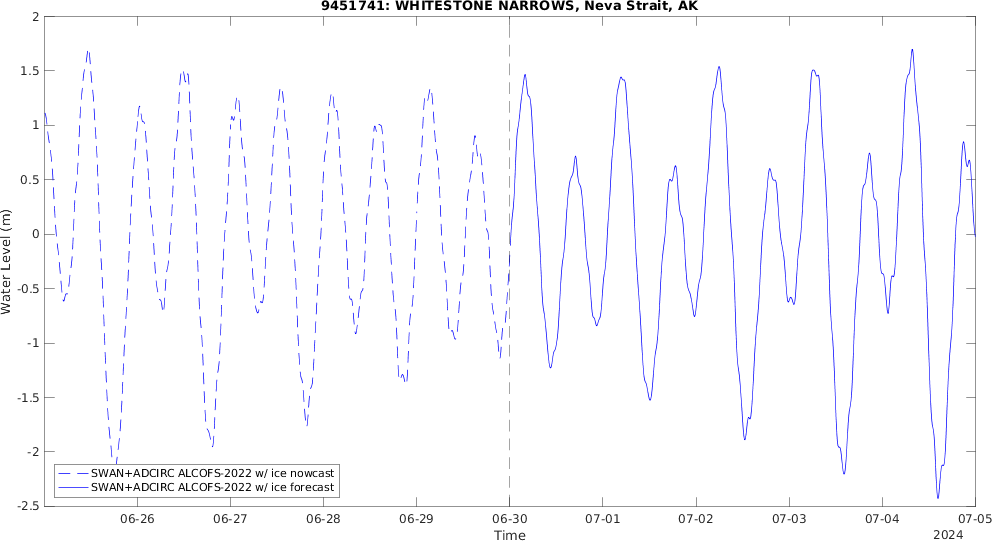 9451741: WHITESTONE NARROWS, Neva Strait, AK
2
1.5
1
0.5
0
-0.5
-1
-1.5
-2
-2.5
Water Level (m)
SWAN+ADCIRC ALCOFS-2022 w/ ice nowcast
SWAN+ADCIRC ALCOFS-2022 w/ ice forecast
06-26 06-27 06-28 06-29 06-30 07-01 07-02 07-03 07-04 07-05
Time
2024